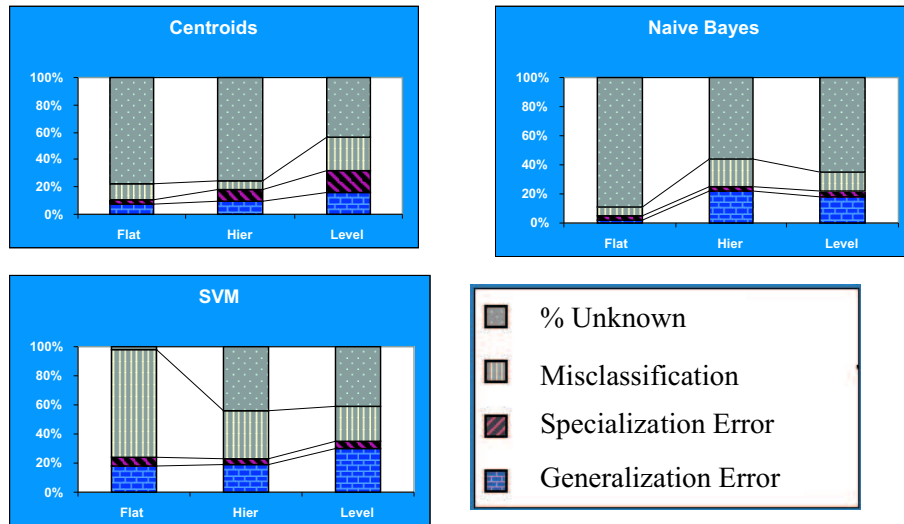 Centroids
100%
80%
60%
40%
20%
0%
Flat Hier Level
Naive Bayes
100%
80%
60%
40%
20%
0%
Flat Hier Level
SVM
100%
80%
60%
40%
20%
0%
Flat Hier Level
% Unknown
Misclassification
Specialization Error
Generalization Error